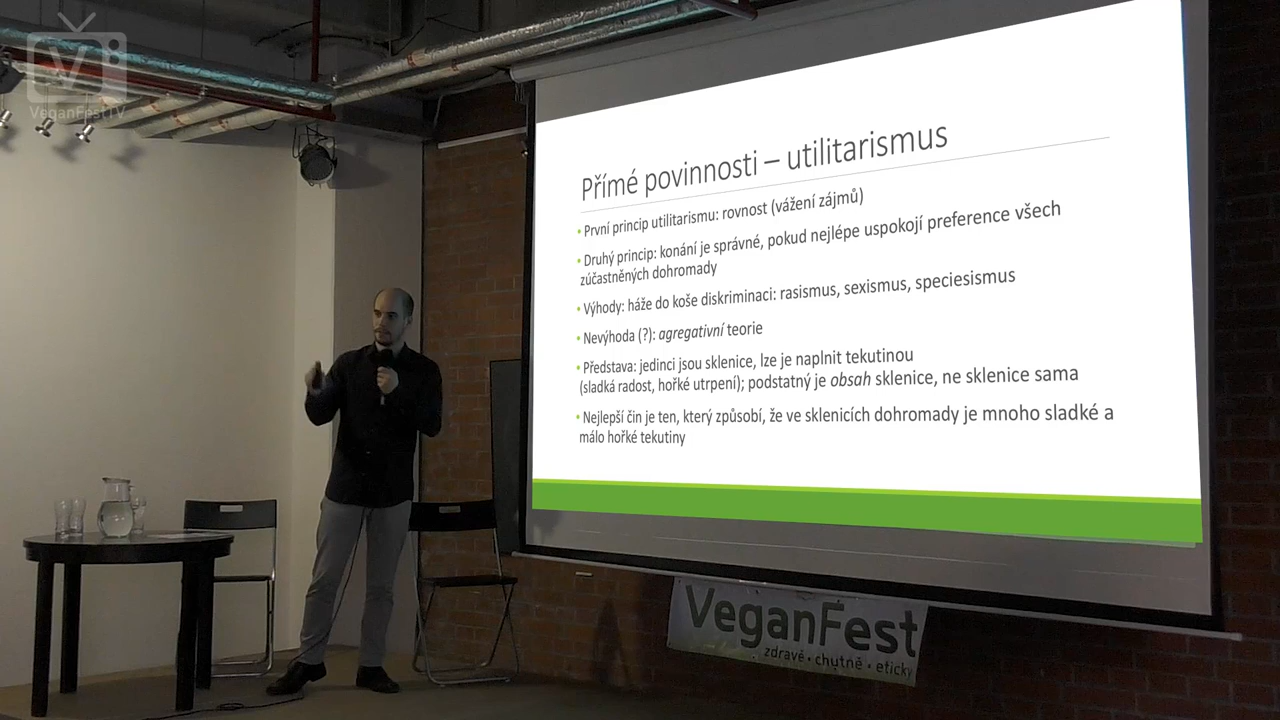 V
VeganFestTV
Přímé povinnosti – utilitarismus
• První princip utilitarismu: rovnost (vážení zájmů)
• Druhý princip: konání je správné, pokud nejlépe uspokojí preference všech
zúčastněných dohromady
• Výhody: háže do koše diskriminaci: rasismus, sexismus, speciesismus
• Nevýhoda (?): agregativní teorie
• Představa: jedinci jsou sklenice, lze je naplnit tekutinou
(sladká radost, hořké utrpení); podstatný je obsah sklenice, ne sklenice sama
• Nejlepší čin je ten, který způsobí, že ve sklenicích dohromady je mnoho sladké a
málo hořké tekutiny
VeganFest
zdravě • chutně • eticky